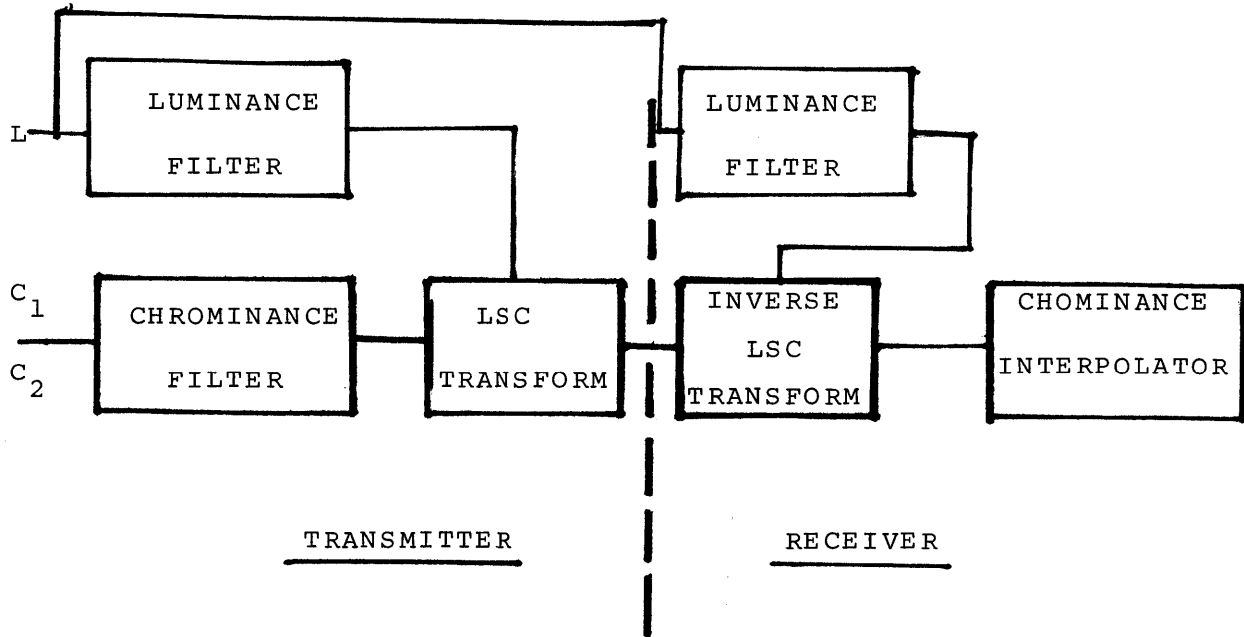 L
LUMINANCE
FILTER
LUMINANCE
FILTER
C1
C2
CHROMINANCE
FILTER
LSC
TRANSFORM
INVERSE
LSC
TRANSFORM
CHOMINANCE
INTERPOLATOR
TRANSMITTER
RECEIVER